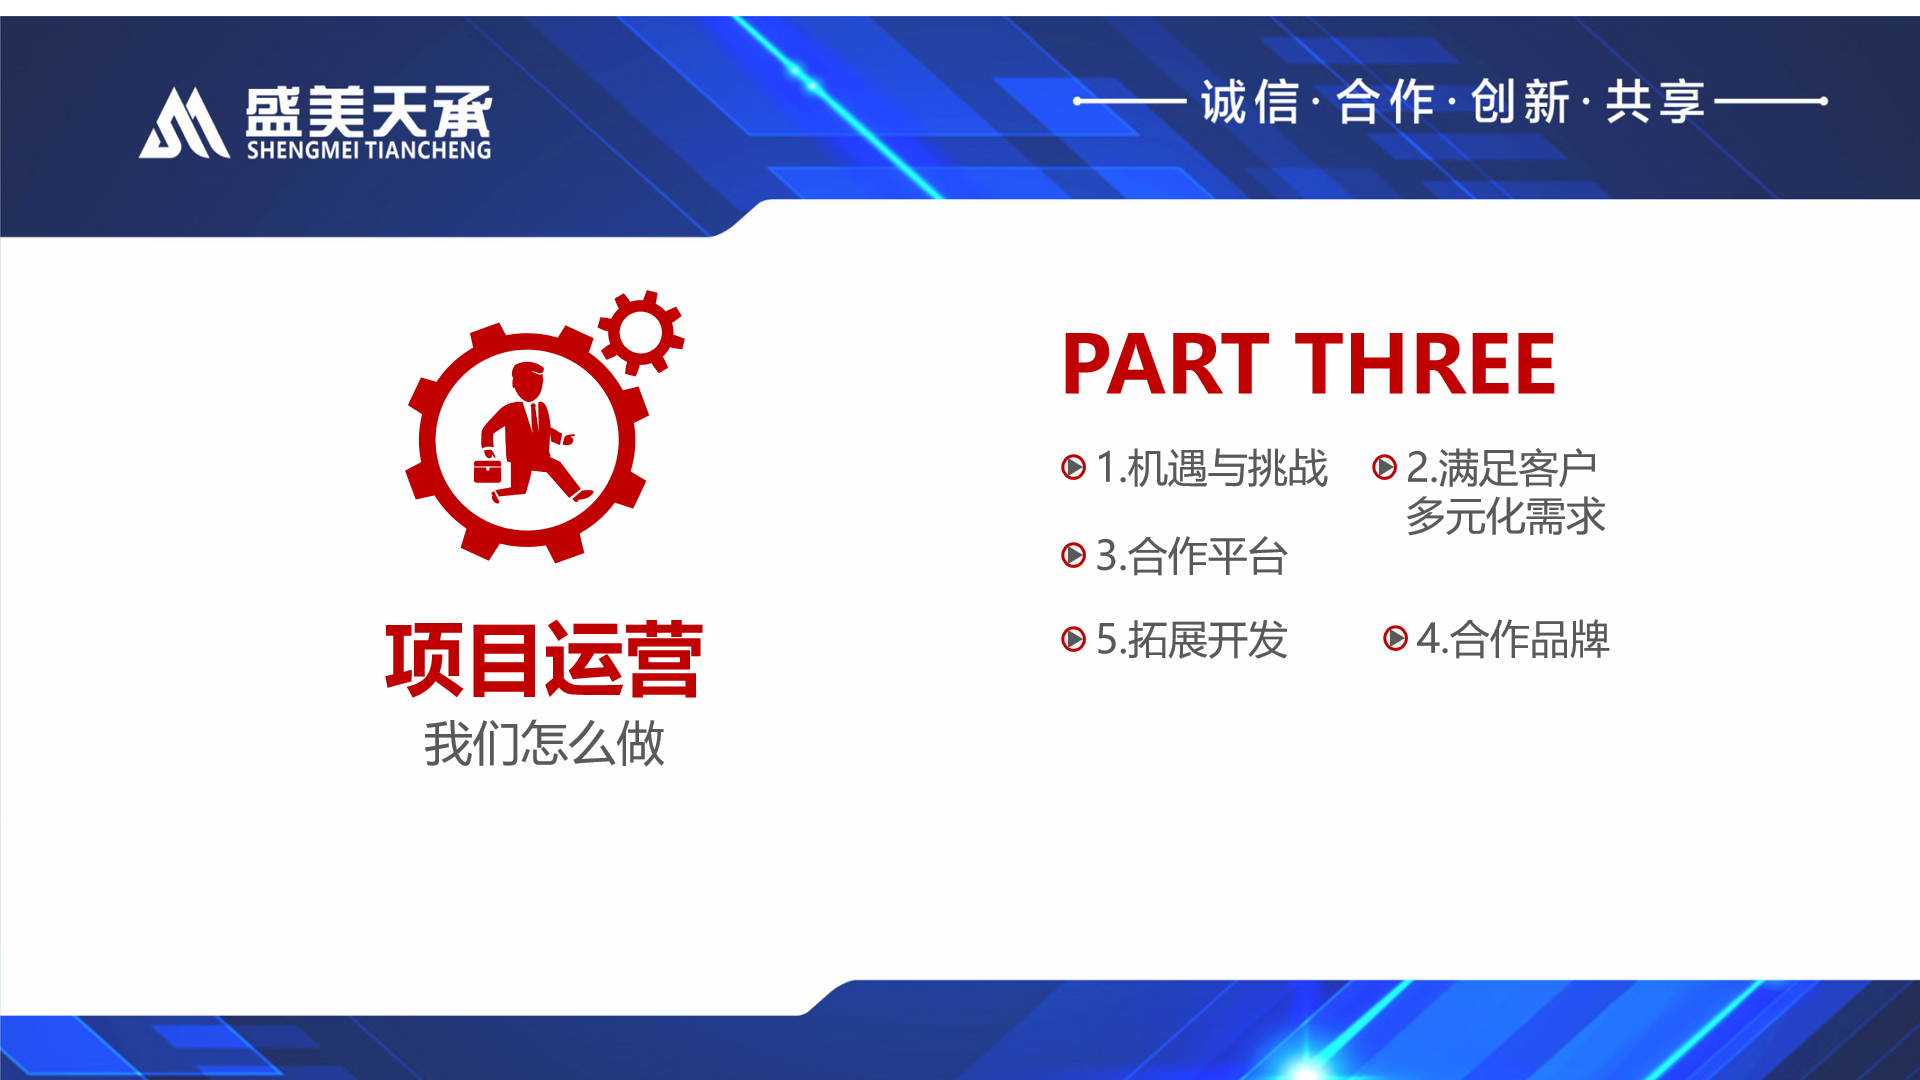 盛美天承
SHENGMEI TIANCHENG
诚信·合作·创新·共享
项目运营
我们怎么做
PART THREE
1.机遇与挑战
2.满足客户
多元化需求
3.合作平台
5.拓展开发
4.合作品牌